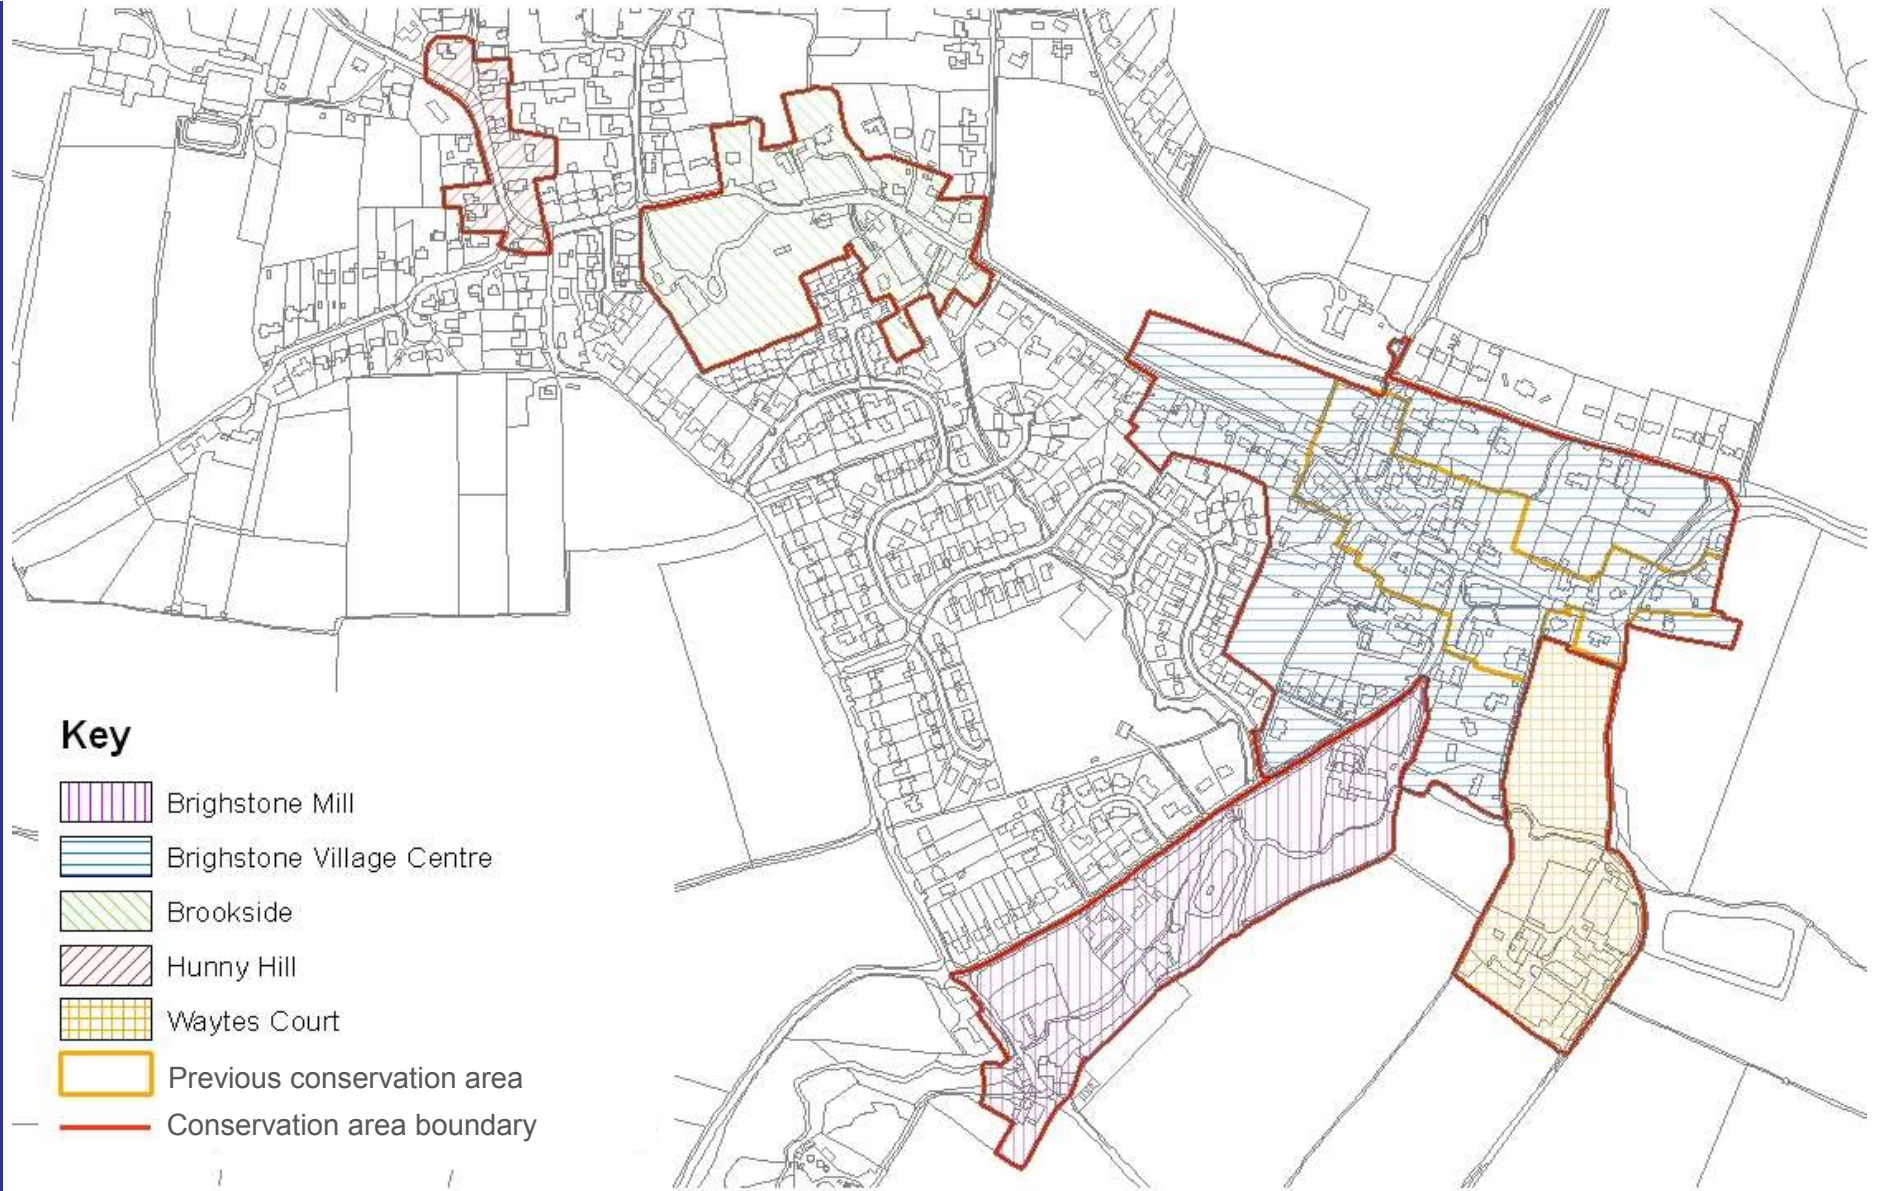 Key
Brighstone Mill
Brighstone Village Centre
Brookside
Hunny Hill
Waytes Court
Previous conservation area
Conservation area boundary